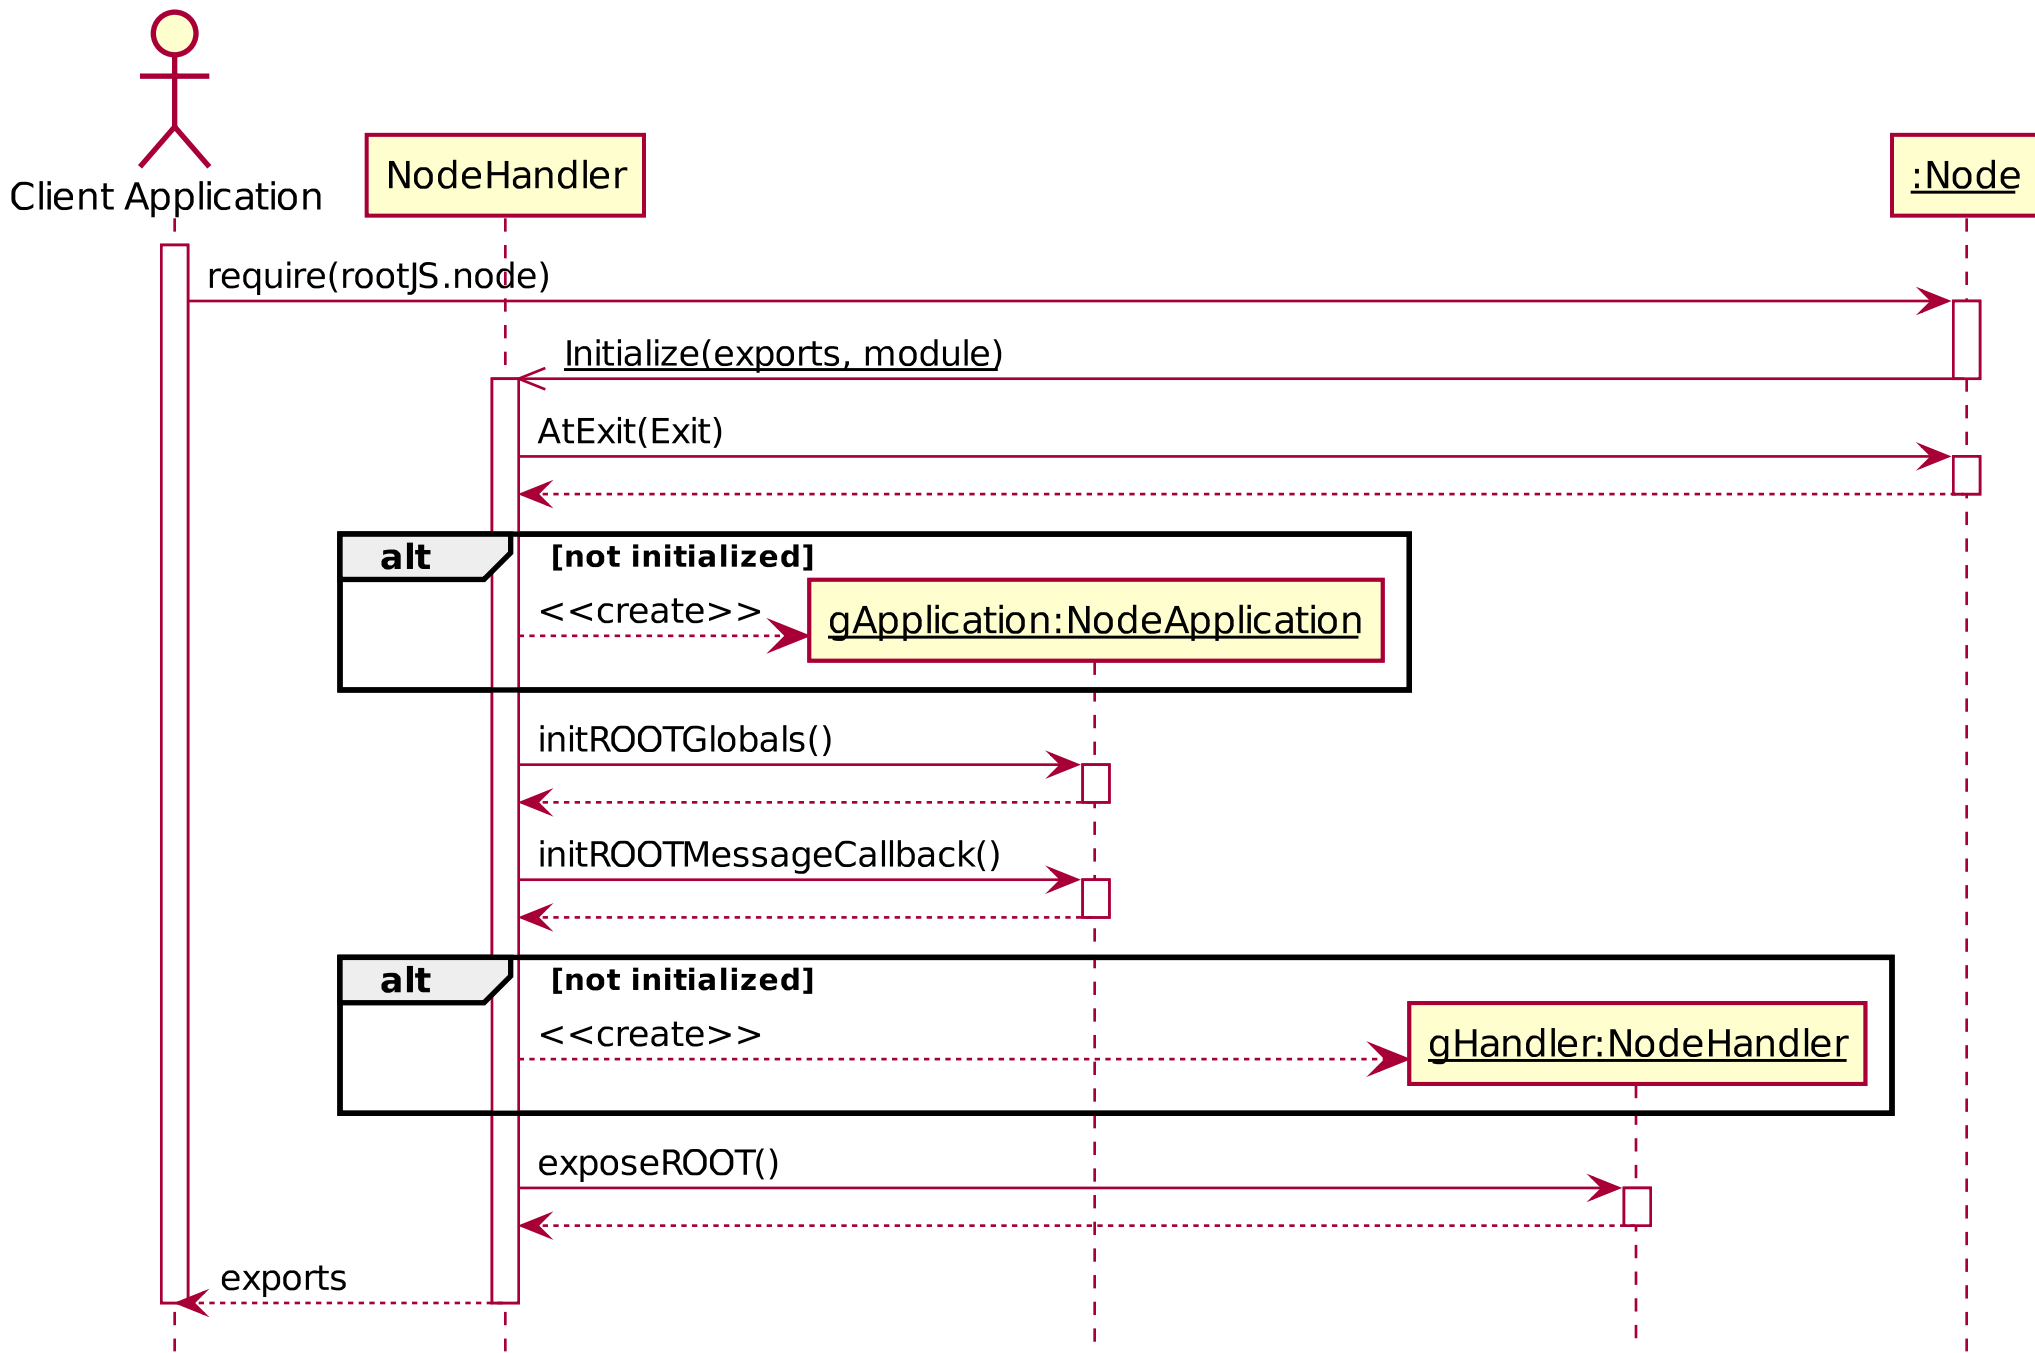 Client Application
NodeHandler
:Node
require(rootJS.node)
Initialize(exports, module)
AtExit(Exit)
alt
[not initialized]
<<create>>
gApplication:NodeApplication
initROOTGlobals()
initROOTMessageCallback()
alt
[not initialized]
<<create>>
gHandler:NodeHandler
exposeROOT()
exports